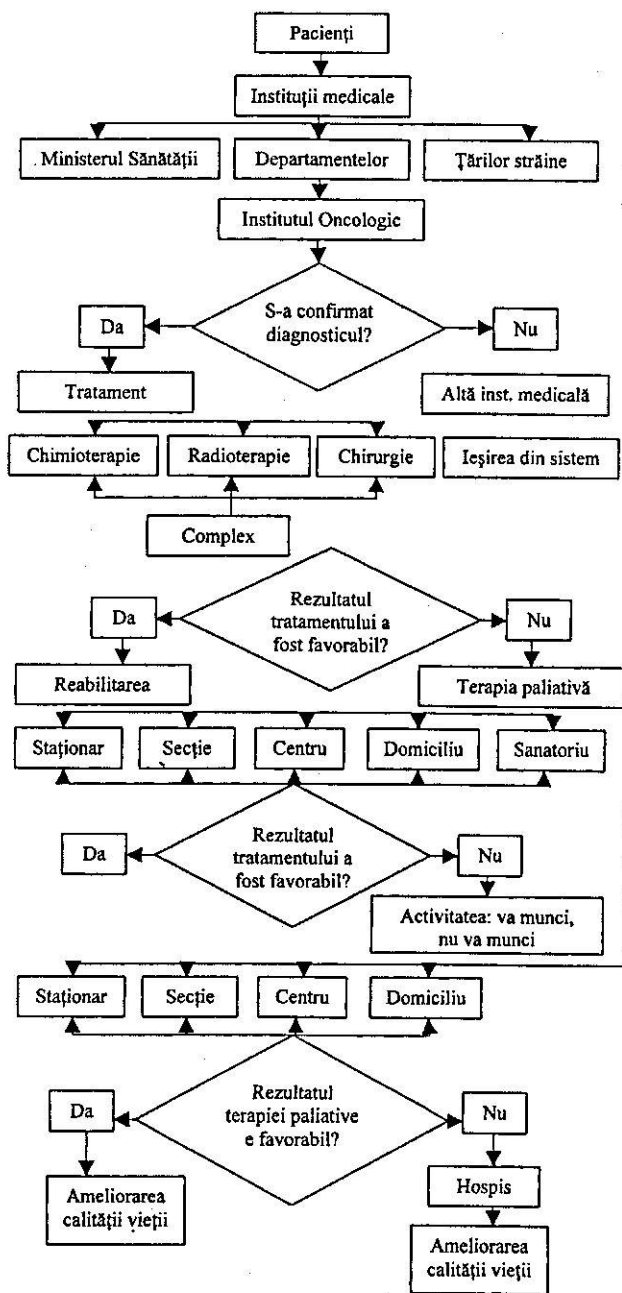 Pacienți
Instituții medicale
Ministerul Sănătății
Departamentelor
Țărilor străine
Institutul Oncologic
S-a confirmat
diagnosticul?
Da
Nu
Tratament
Altă inst. medicală
Chimioterapie
Radioterapie
Chirurgie
Ieșirea din sistem
Complex
Rezultatul
tratamentului a
fost favorabil?
Da
Nu
Reabilitarea
Terapia paliativă
Staționar
Secție
Centru
Domiciliu
Sanatoriu
Rezultatul
tratamentului a
fost favorabil?
Da
Nu
Activitatea: va munci,
nu va munci
Staționar
Secție
Centru
Domiciliu
Rezultatul
terapiei paliative
e favorabil?
Da
Nu
Ameliorarea
calității vieții
Hospis
Ameliorarea
calității vieții